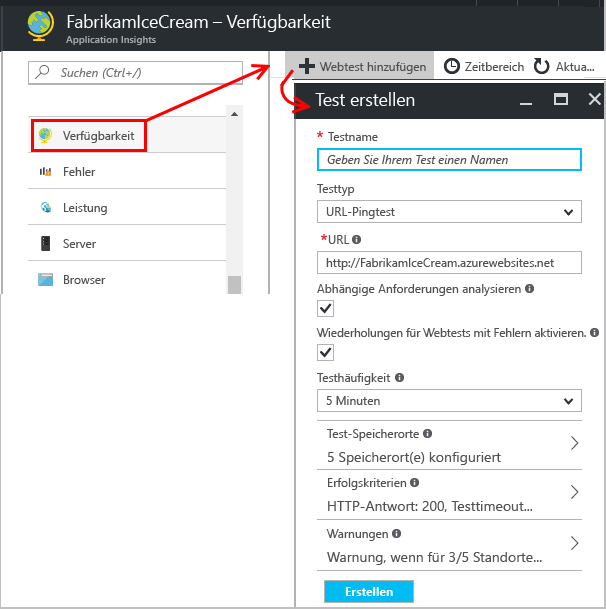 FabrikamIceCream – Verfügbarkeit
Application Insights
Suchen (Ctrl+/)
Verfügbarkeit
Fehler
Leistung
Server
Browser
Webtest hinzufügen Zeitbereich Aktua...
Test erstellen
* Testname
Geben Sie Ihrem Test einen Namen
Testtyp
URL-Pingtest
*URL
http://FabrikamIceCream.azurewebsites.net
Abhängige Anforderungen analysieren
Wiederholungen für Webtests mit Fehlern aktivieren.
Testhäufigkeit
5 Minuten
Test-Speicherorte
5 Speicherort(e) konfiguriert
Erfolgskriterien
HTTP-Antwort: 200, Testtimeout...
Warnungen
Warnung, wenn für 3/5 Standorte...
Erstellen